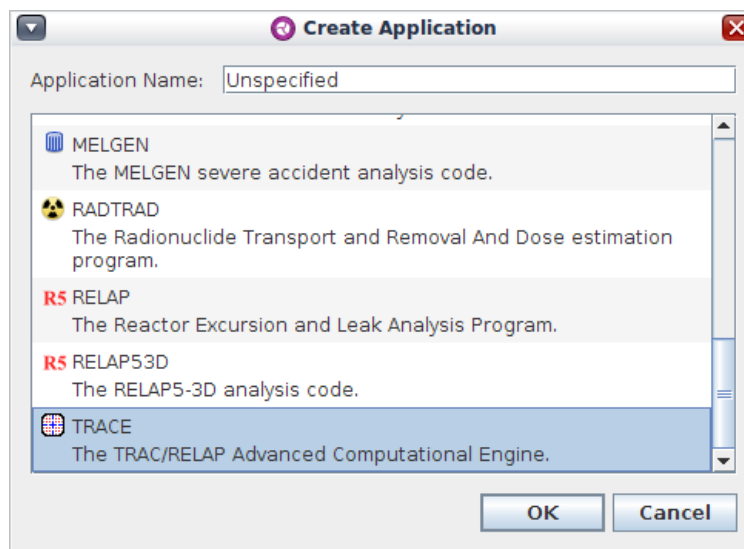 Create Application
Application Name: Unspecified
MELGEN
The MELGEN severe accident analysis code.
RADTRAD
The Radionuclide Transport and Removal And Dose estimation
program.
R5 RELAP
The Reactor Excursion and Leak Analysis Program.
R5 RELAP53D
The RELAP5-3D analysis code.
TRACE
The TRAC/RELAP Advanced Computational Engine.
OK Cancel